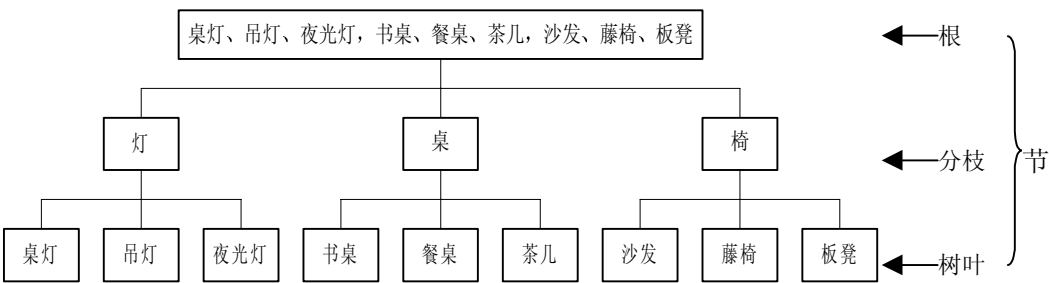 桌灯、吊灯、夜光灯，书桌、餐桌、茶几，沙发、藤椅、板凳
根
灯
桌
椅
分枝
节
桌灯
吊灯
夜光灯
书桌
餐桌
茶几
沙发
藤椅
板凳
树叶